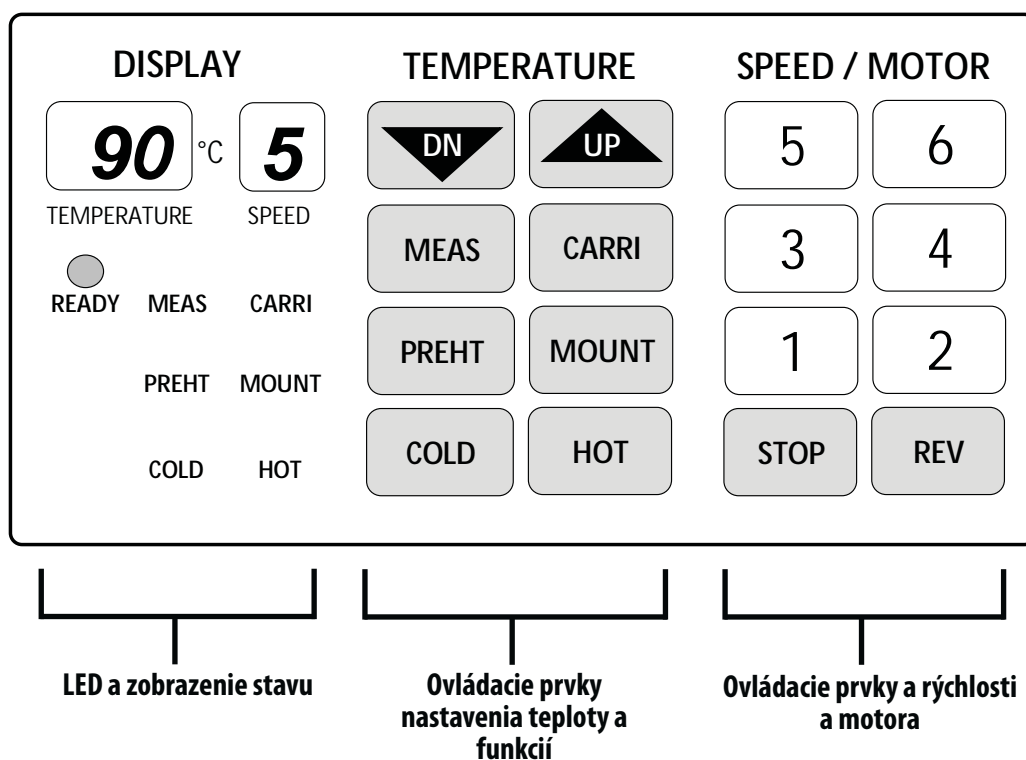 DISPLAY
90 °C 5
TEMPERATURE SPEED
READY MEAS CARRI
PREHT MOUNT
COLD HOT
TEMPERATURE
DN UP
MEAS CARRI
PREHT MOUNT
COLD HOT
SPEED / MOTOR
5 6
3 4
1 2
STOP REV
LED a zobrazenie stavu
Ovládacie prvky
nastavenia teploty a
funkcií
Ovládacie prvky a rýchlosti
a motora